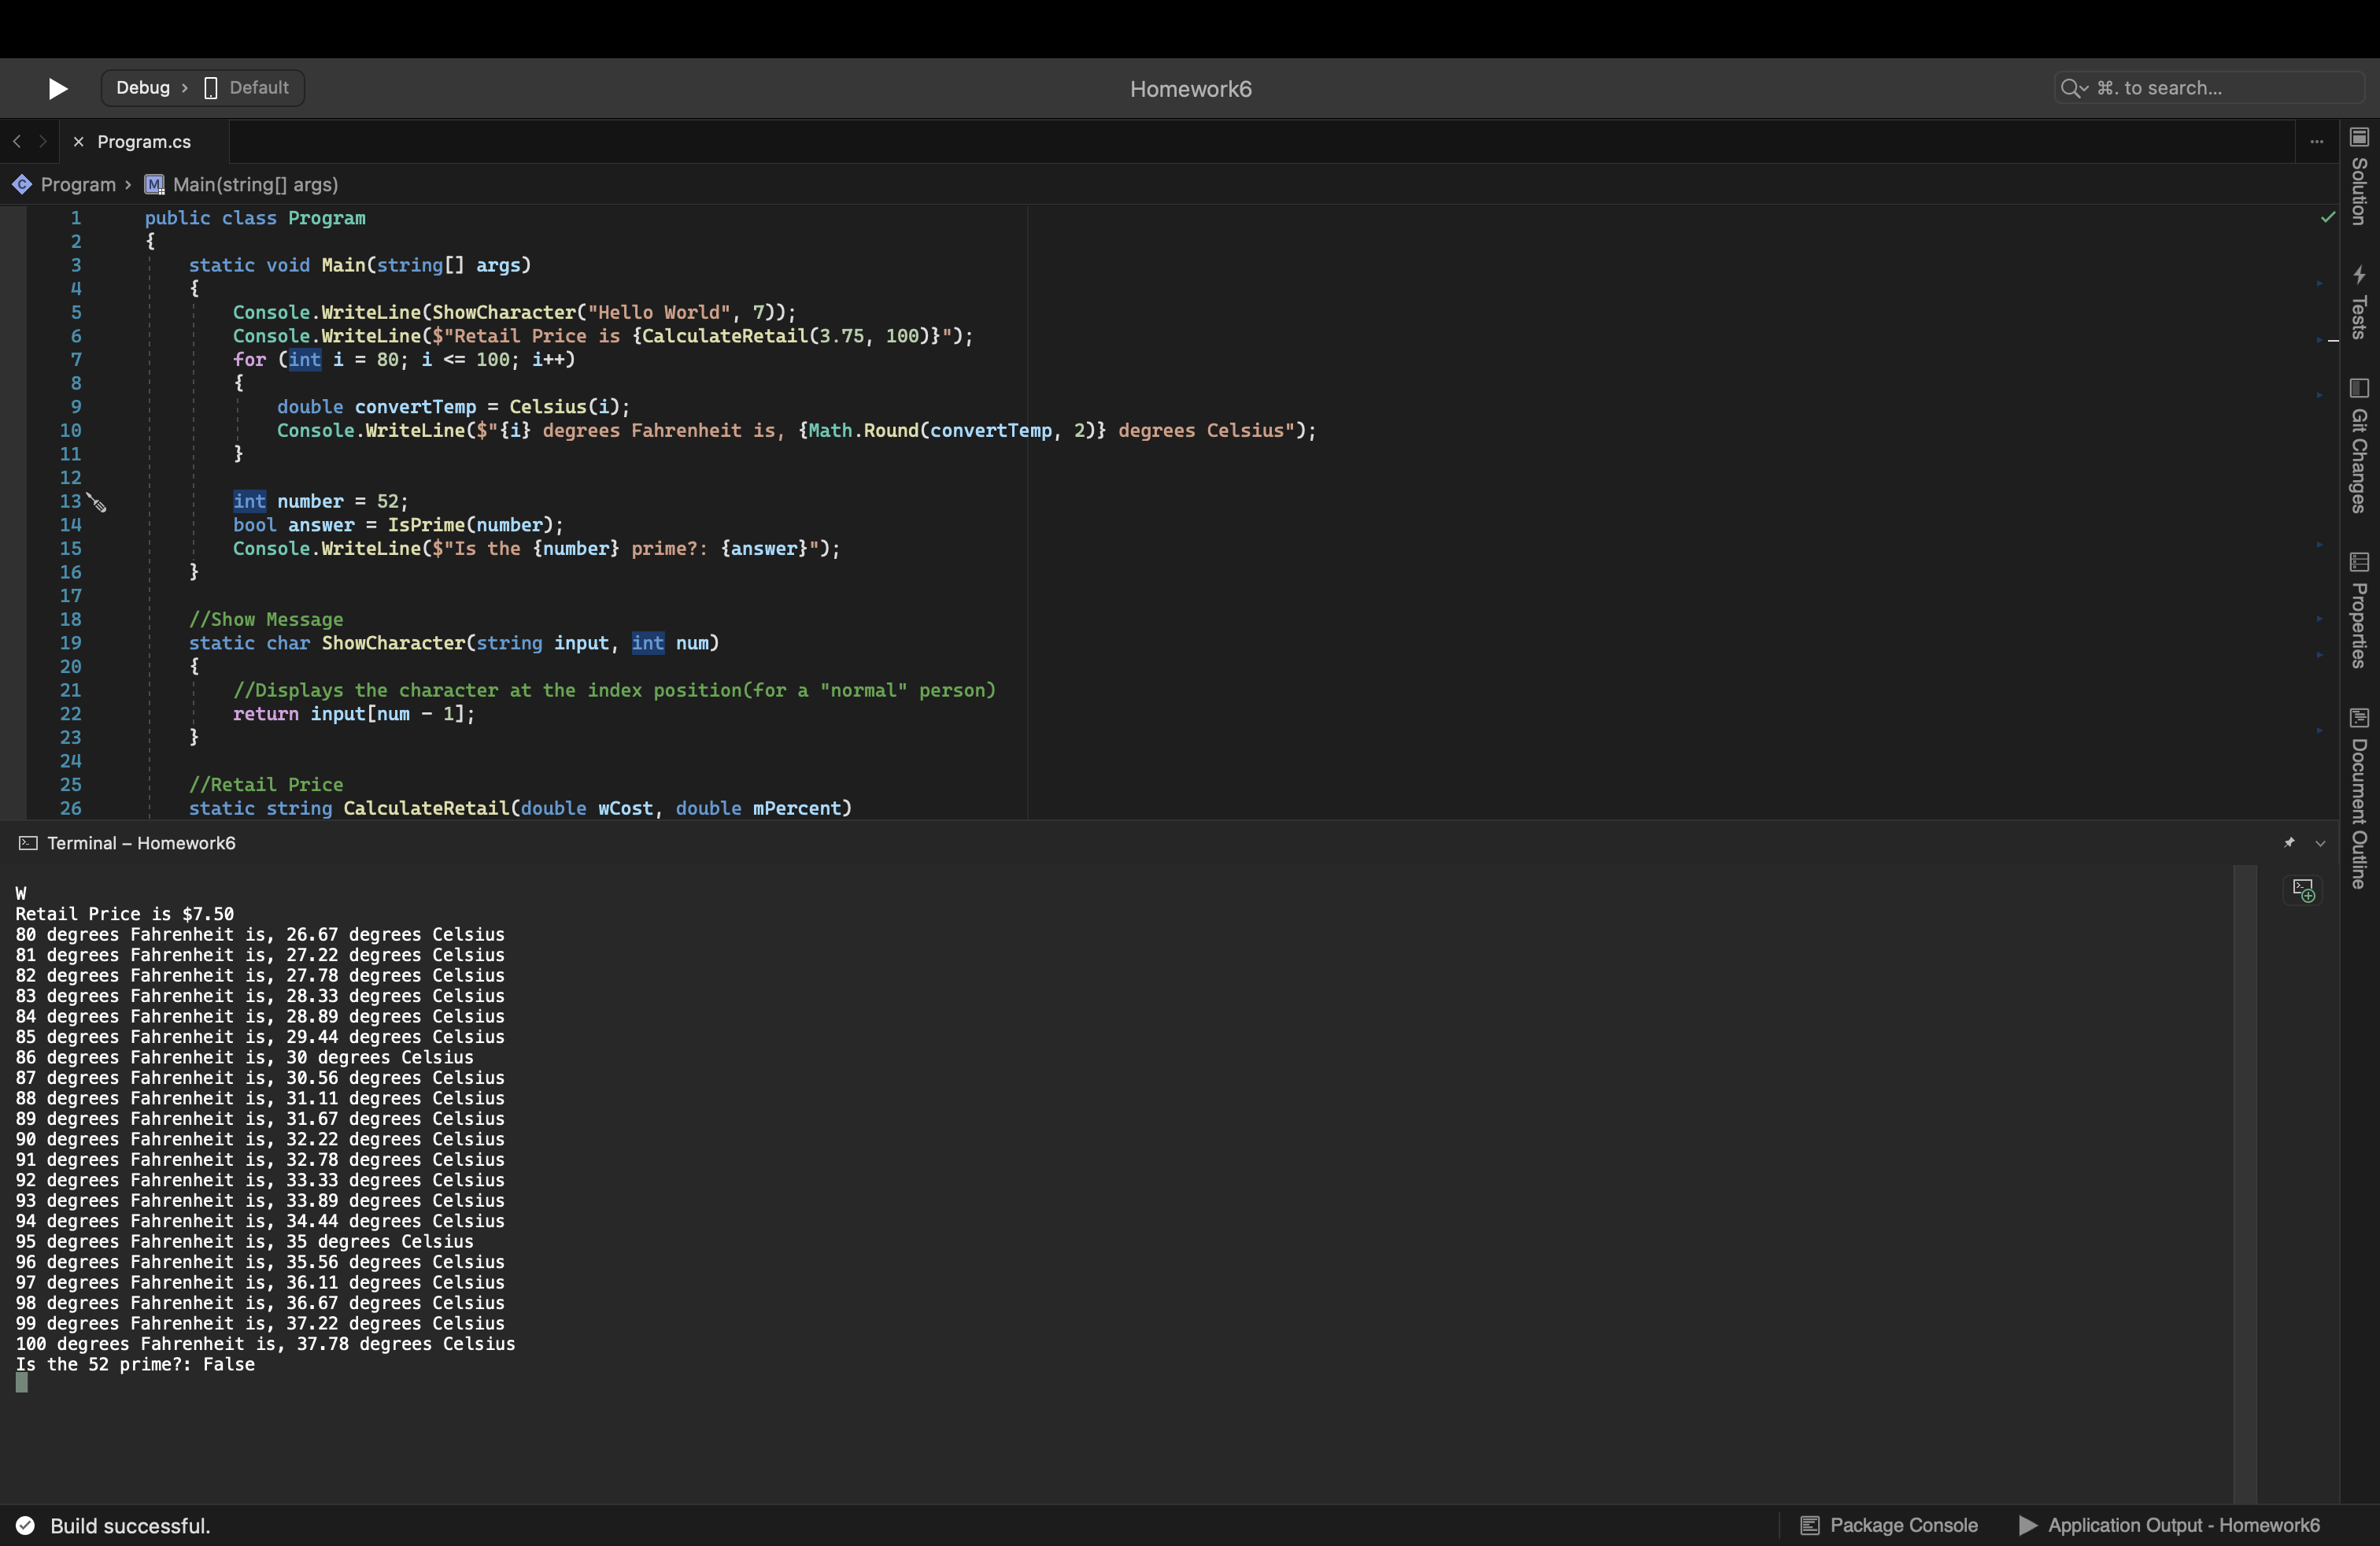 Debug › Default
Homework6
⌘. to search...
Program.cs
Program › Main(string[] args)
1 public class Program
2 {
3 static void Main(string[] args)
4 {
5 Console.WriteLine(ShowCharacter("Hello World", 7));
6 Console.WriteLine($"Retail Price is {CalculateRetail(3.75, 100)}");
7 for (int i = 80; i <= 100; i++)
8 {
9 double convertTemp = Celsius(i);
10 Console.WriteLine($"{i} degrees Fahrenheit is, {Math.Round(convertTemp, 2)} degrees Celsius");
11 }
12
13 int number = 52;
14 bool answer = IsPrime(number);
15 Console.WriteLine($"Is the {number} prime?: {answer}");
16 }
17
18 //Show Message
19 static char ShowCharacter(string input, int num)
20 {
21 //Displays the character at the index position(for a "normal" person)
22 return input[num - 1];
23 }
24
25 //Retail Price
26 static string CalculateRetail(double wCost, double mPercent)
Solution
Tests
Git Changes
Properties
Document Outline
Terminal – Homework6
W
Retail Price is $7.50
80 degrees Fahrenheit is, 26.67 degrees Celsius
81 degrees Fahrenheit is, 27.22 degrees Celsius
82 degrees Fahrenheit is, 27.78 degrees Celsius
83 degrees Fahrenheit is, 28.33 degrees Celsius
84 degrees Fahrenheit is, 28.89 degrees Celsius
85 degrees Fahrenheit is, 29.44 degrees Celsius
86 degrees Fahrenheit is, 30 degrees Celsius
87 degrees Fahrenheit is, 30.56 degrees Celsius
88 degrees Fahrenheit is, 31.11 degrees Celsius
89 degrees Fahrenheit is, 31.67 degrees Celsius
90 degrees Fahrenheit is, 32.22 degrees Celsius
91 degrees Fahrenheit is, 32.78 degrees Celsius
92 degrees Fahrenheit is, 33.33 degrees Celsius
93 degrees Fahrenheit is, 33.89 degrees Celsius
94 degrees Fahrenheit is, 34.44 degrees Celsius
95 degrees Fahrenheit is, 35 degrees Celsius
96 degrees Fahrenheit is, 35.56 degrees Celsius
97 degrees Fahrenheit is, 36.11 degrees Celsius
98 degrees Fahrenheit is, 36.67 degrees Celsius
99 degrees Fahrenheit is, 37.22 degrees Celsius
100 degrees Fahrenheit is, 37.78 degrees Celsius
Is the 52 prime?: False
Build successful.
Package Console
Application Output - Homework6